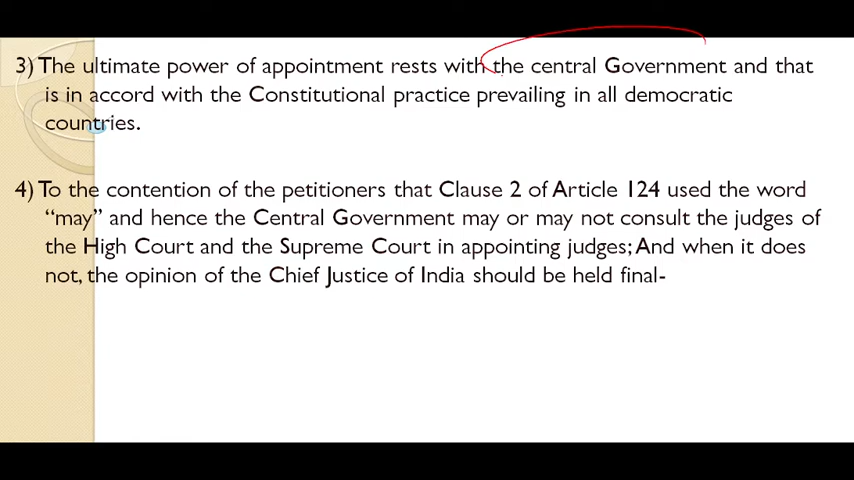 3) The ultimate power of appointment rests with the central Government and that
is in accord with the Constitutional practice prevailing in all democratic
countries.
4) To the contention of the petitioners that Clause 2 of Article 124 used the word
“may” and hence the Central Government may or may not consult the judges of
the High Court and the Supreme Court in appointing judges; And when it does
not, the opinion of the Chief Justice of India should be held final-